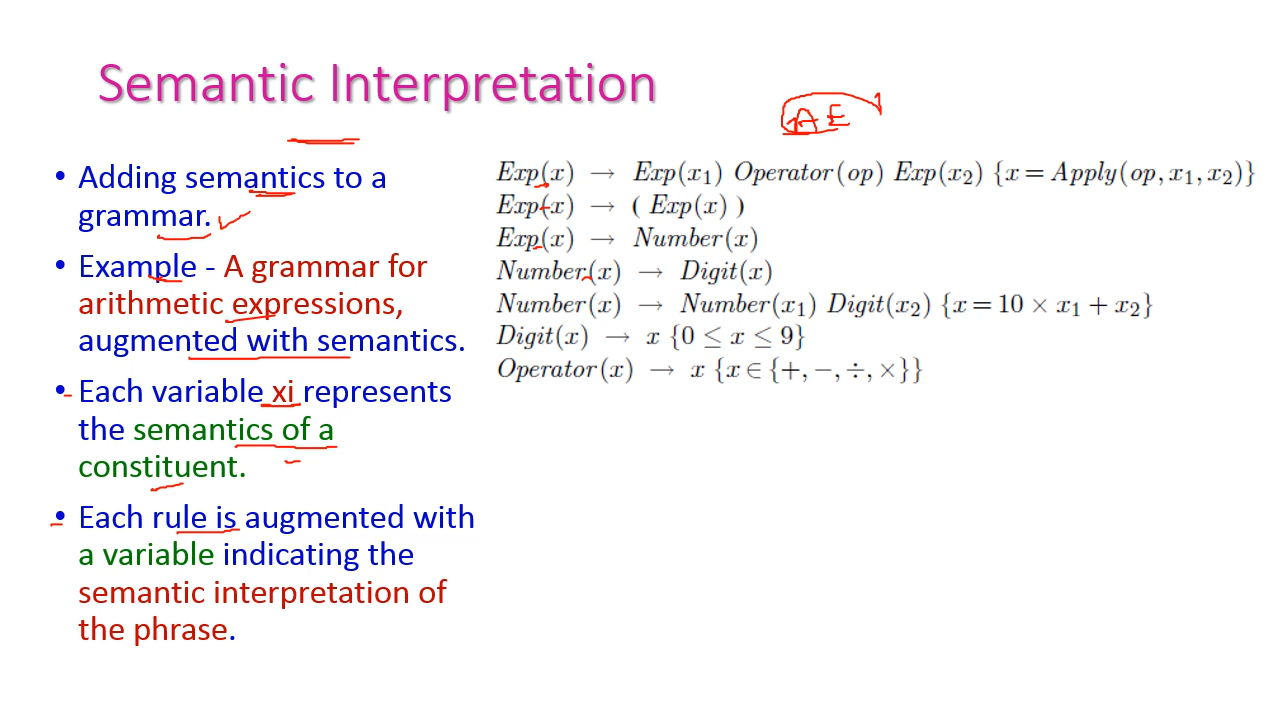 Semantic Interpretation
AE
• Adding semantics to a
grammar.
• Example - A grammar for
arithmetic expressions,
augmented with semantics.
• Each variable xi represents
the semantics of a
constituent.
• Each rule is augmented with
a variable indicating the
semantic interpretation of
the phrase.
Exp(x) → Exp(x₁) Operator(op) Exp(x₂) {x = Apply(op, x₁, x₂)}
Exp(x) → ( Exp(x) )
Exp(x) → Number(x)
Number(x) → Digit(x)
Number(x) → Number(x₁) Digit(x₂) {x = 10 × x₁ + x₂}
Digit(x) → x {0 ≤ x ≤ 9}
Operator(x) → x {x ∈ {+, −, ÷, ×}}